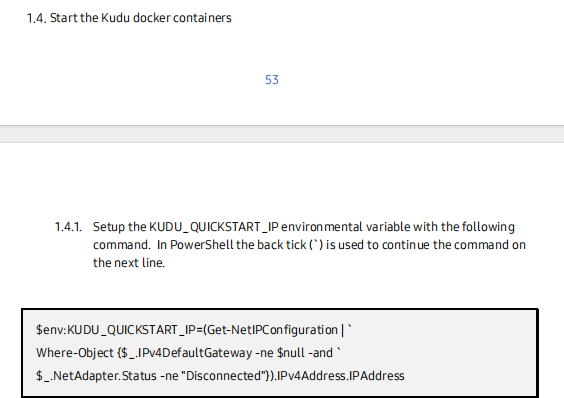 1.4. Start the Kudu docker containers
53
1.4.1. Setup the KUDU_QUICKSTART_IP environmental variable with the following
command. In PowerShell the back tick (`) is used to continue the command on
the next line.
$env:KUDU_QUICKSTART_IP=(Get-NetIPConfiguration | `
Where-Object {$_.IPv4DefaultGateway -ne $null -and `
$_.NetAdapter.Status -ne "Disconnected"}).IPv4Address.IPAddress